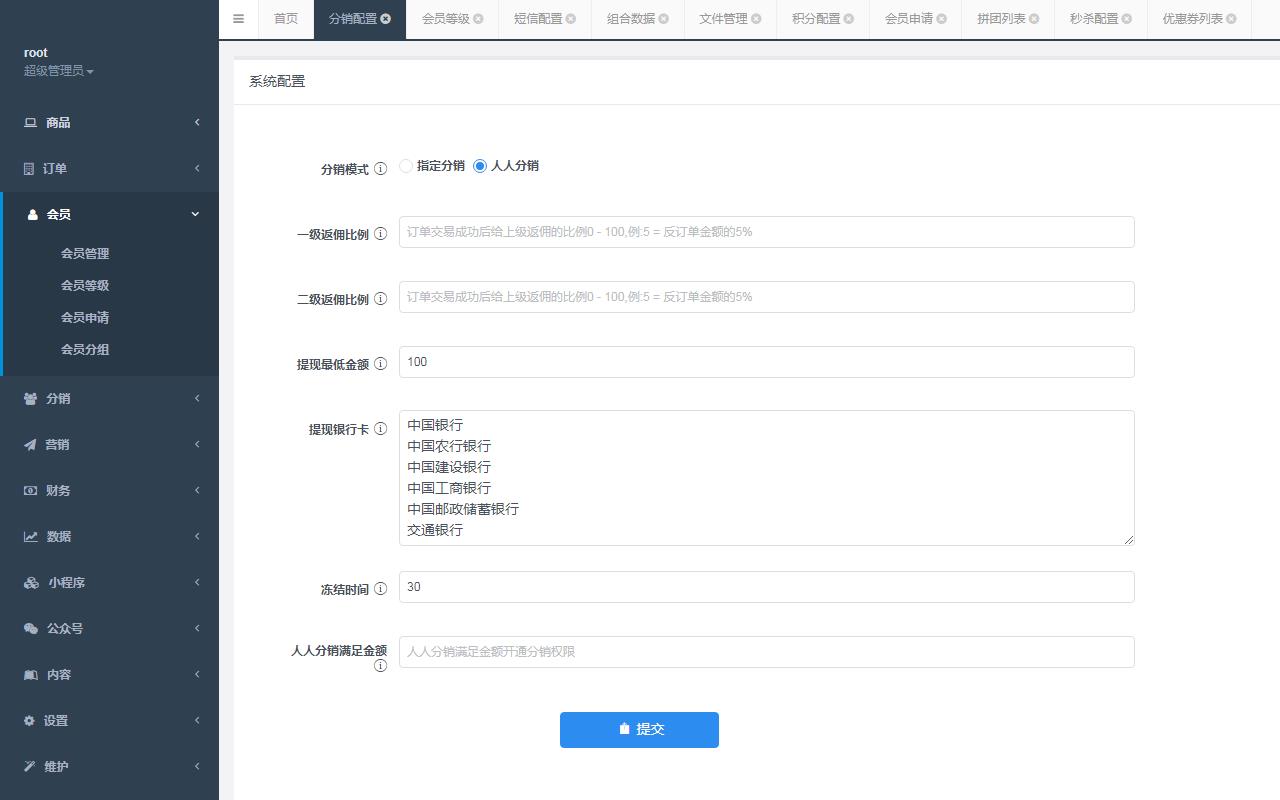 root
超级管理员
商品
订单
会员
会员管理
会员等级
会员申请
会员分组
分销
营销
财务
数据
小程序
公众号
内容
设置
维护
首页 分销配置 会员等级 短信配置 组合数据 文件管理 积分配置 会员申请 拼团列表 秒杀配置 优惠券列表
系统配置
分销模式 指定分销 人人分销
一级返佣比例 订单交易成功后给上级返佣的比例0 - 100,例:5 = 反订单金额的5%
二级返佣比例 订单交易成功后给上级返佣的比例0 - 100,例:5 = 反订单金额的5%
提现最低金额 100
提现银行卡 中国银行
中国农行银行
中国建设银行
中国工商银行
中国邮政储蓄银行
交通银行
冻结时间 30
人人分销满足金额 人人分销满足金额开通分销权限
提交